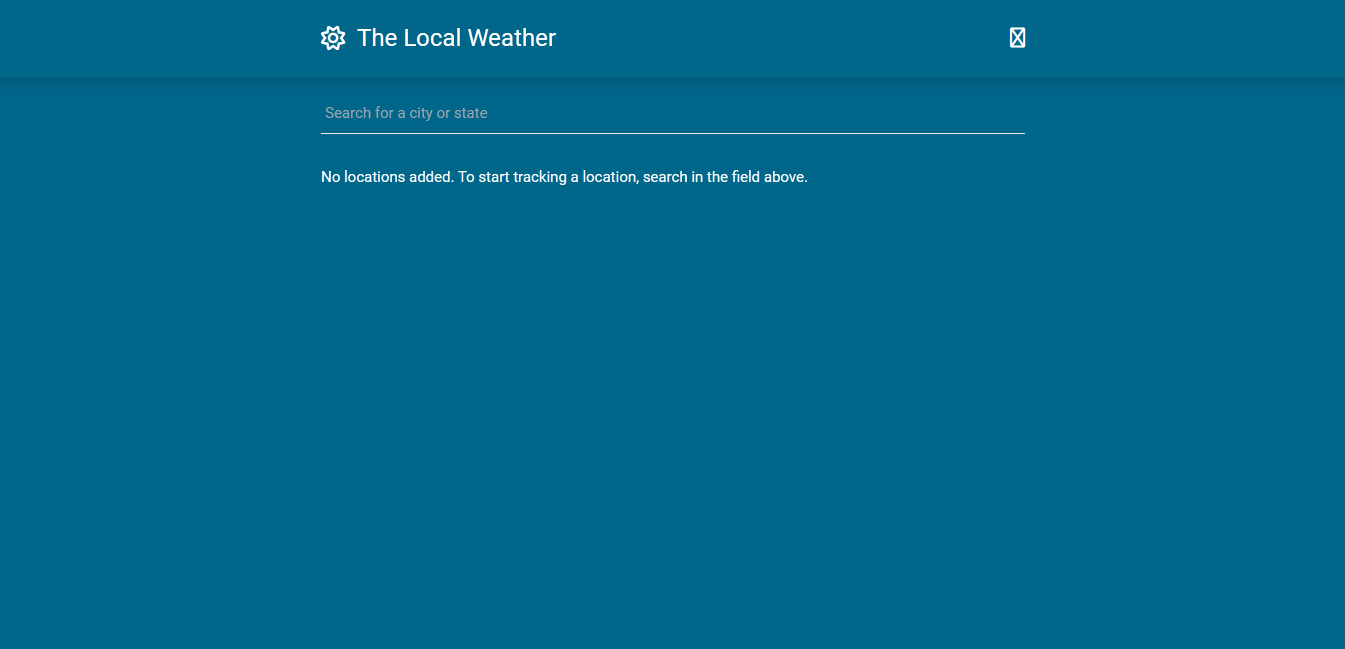 The Local Weather
Search for a city or state
No locations added. To start tracking a location, search in the field above.